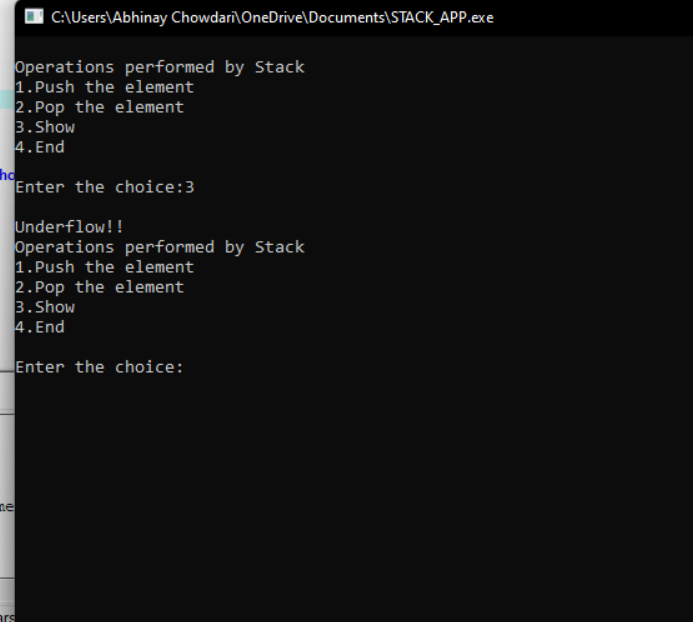 C:\Users\Abhinay Chowdari\OneDrive\Documents\STACK_APP.exe
Operations performed by Stack
1.Push the element
2.Pop the element
3.Show
4.End
Enter the choice:3
Underflow!!
Operations performed by Stack
1.Push the element
2.Pop the element
3.Show
4.End
Enter the choice: